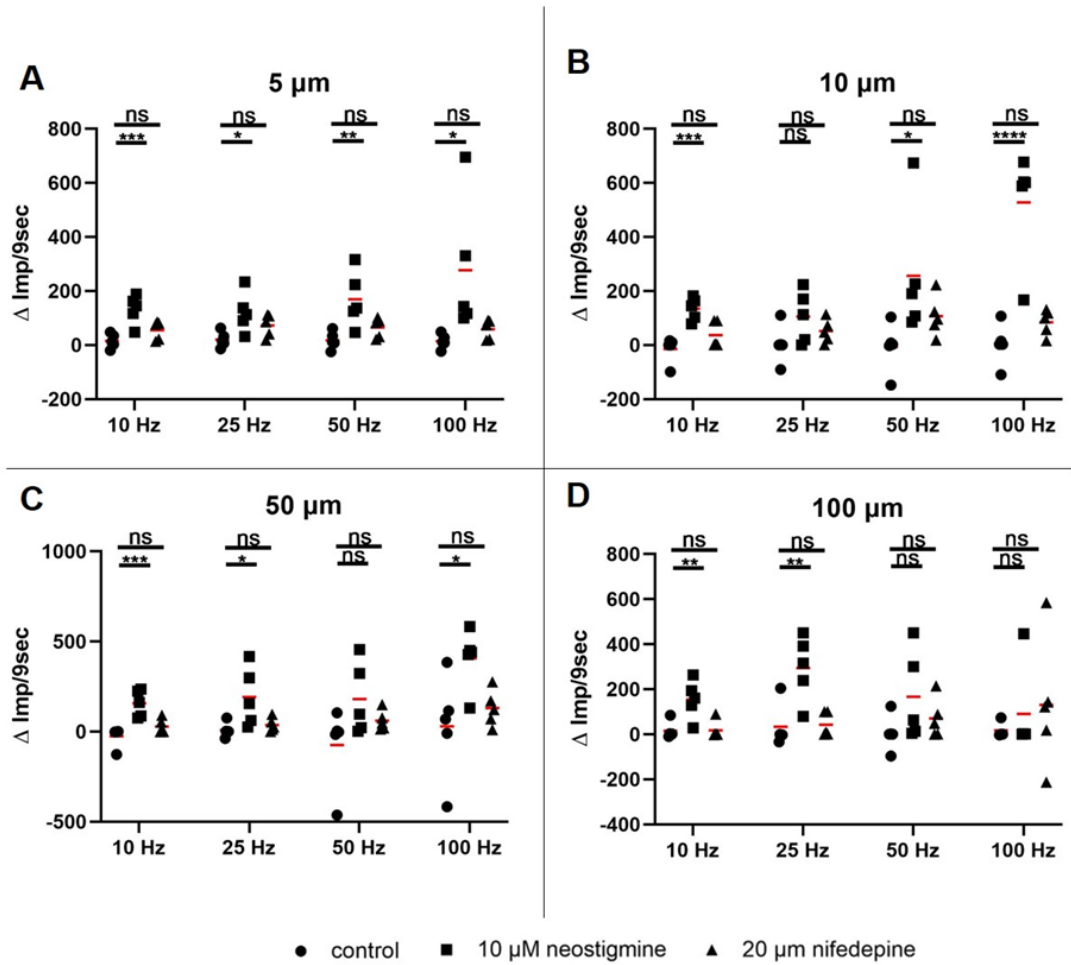 A
5 µm
ns ns ns ns
*** * ** *
Δ Imp/9sec
800
600
400
200
0
-200
10 Hz 25 Hz 50 Hz 100 Hz
B
10 µm
ns ns ns ns
*** ns * ****
Δ Imp/9sec
800
600
400
200
0
-200
10 Hz 25 Hz 50 Hz 100 Hz
C
50 µm
ns ns ns ns
*** * ns *
Δ Imp/9sec
1000
500
0
-500
10 Hz 25 Hz 50 Hz 100 Hz
D
100 µm
ns ns ns ns
** ** ns ns
Δ Imp/9sec
800
600
400
200
0
-200
-400
10 Hz 25 Hz 50 Hz 100 Hz
control 10 µM neostigmine 20 µm nifedepine